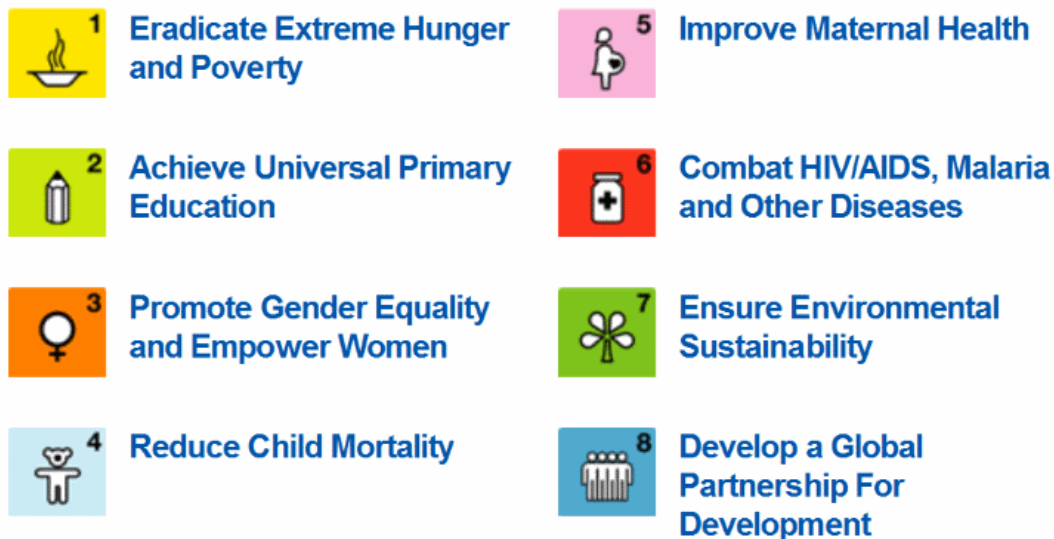 1
Eradicate Extreme Hunger
and Poverty
2
Achieve Universal Primary
Education
3
Promote Gender Equality
and Empower Women
4
Reduce Child Mortality
5
Improve Maternal Health
6
Combat HIV/AIDS, Malaria
and Other Diseases
7
Ensure Environmental
Sustainability
8
Develop a Global
Partnership For
Development